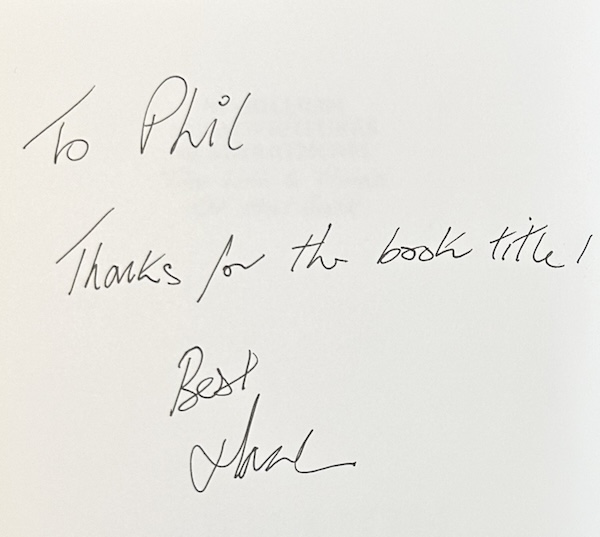 To Phil
Thanks for the book title!
Best